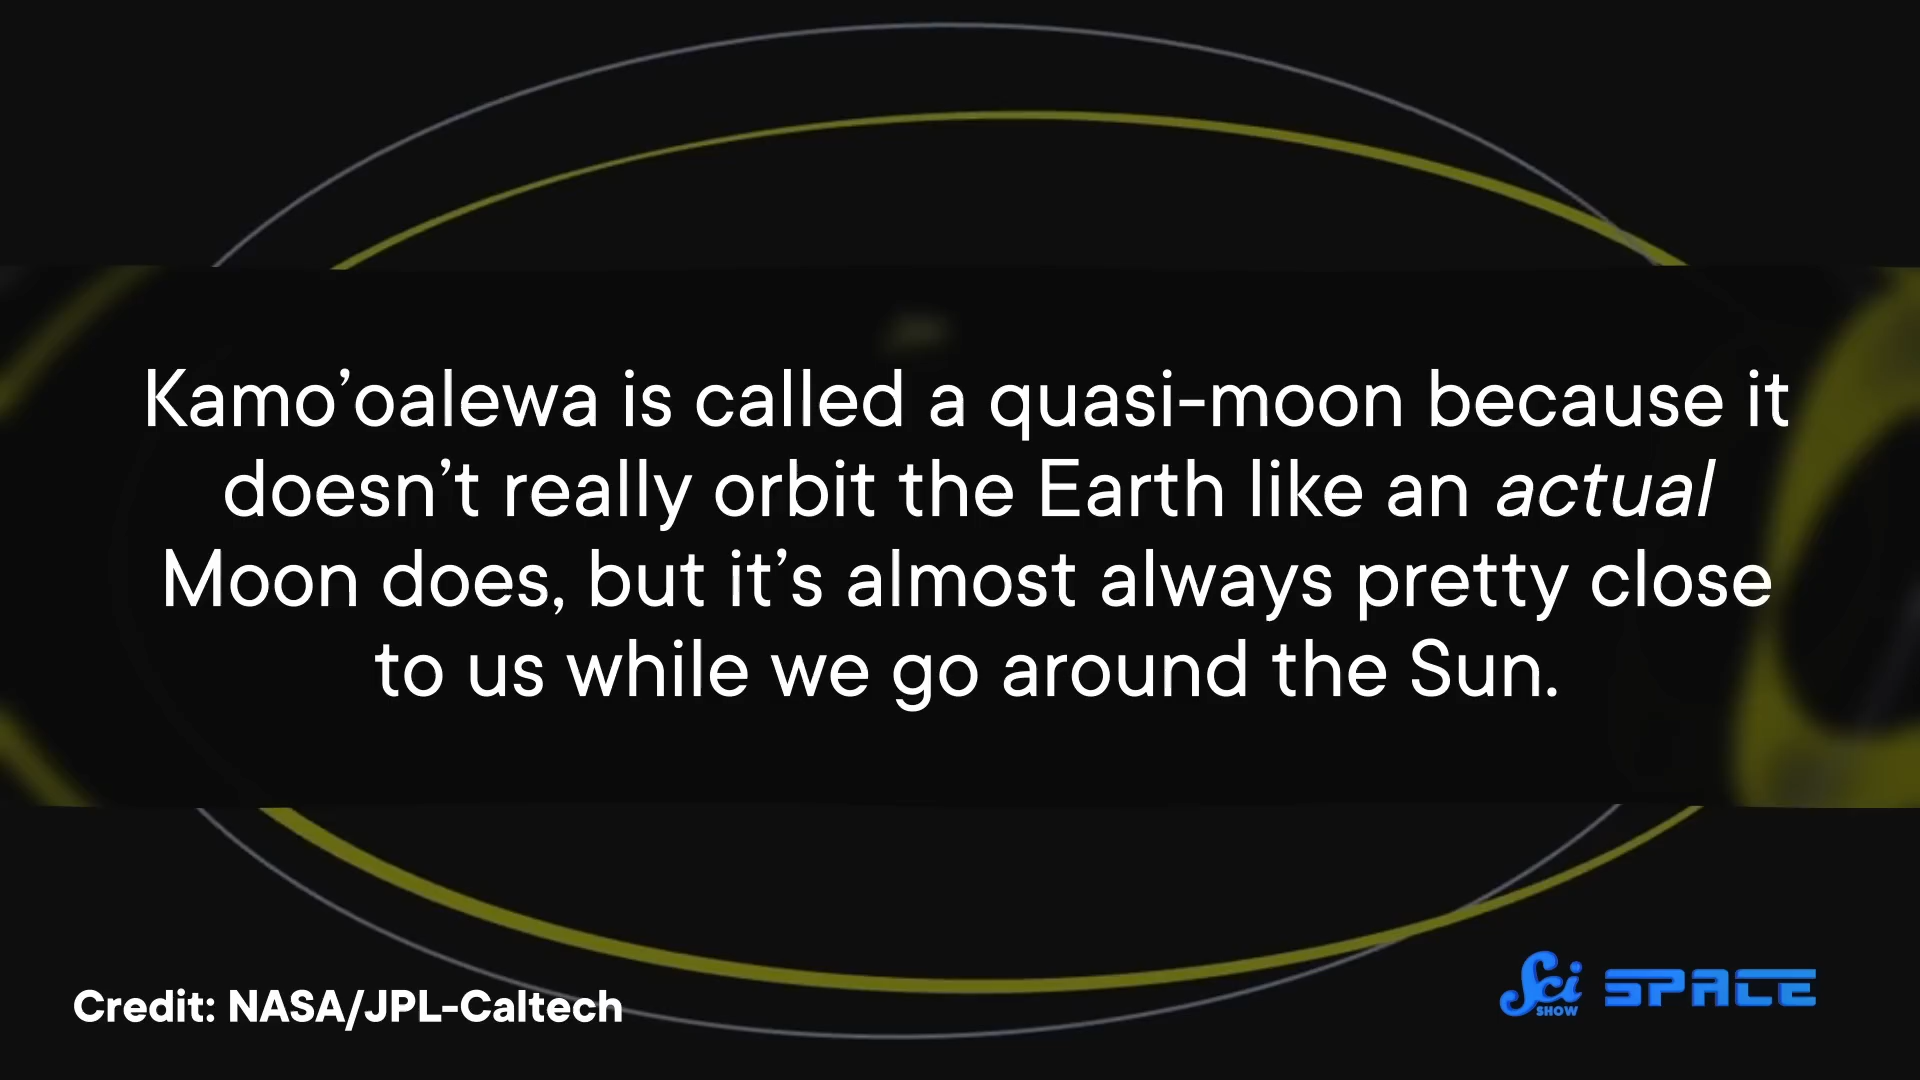 Kamo’oalewa is called a quasi-moon because it
doesn’t really orbit the Earth like an actual
Moon does, but it’s almost always pretty close
to us while we go around the Sun.
Credit: NASA/JPL-Caltech
Sci SHOW SPACE